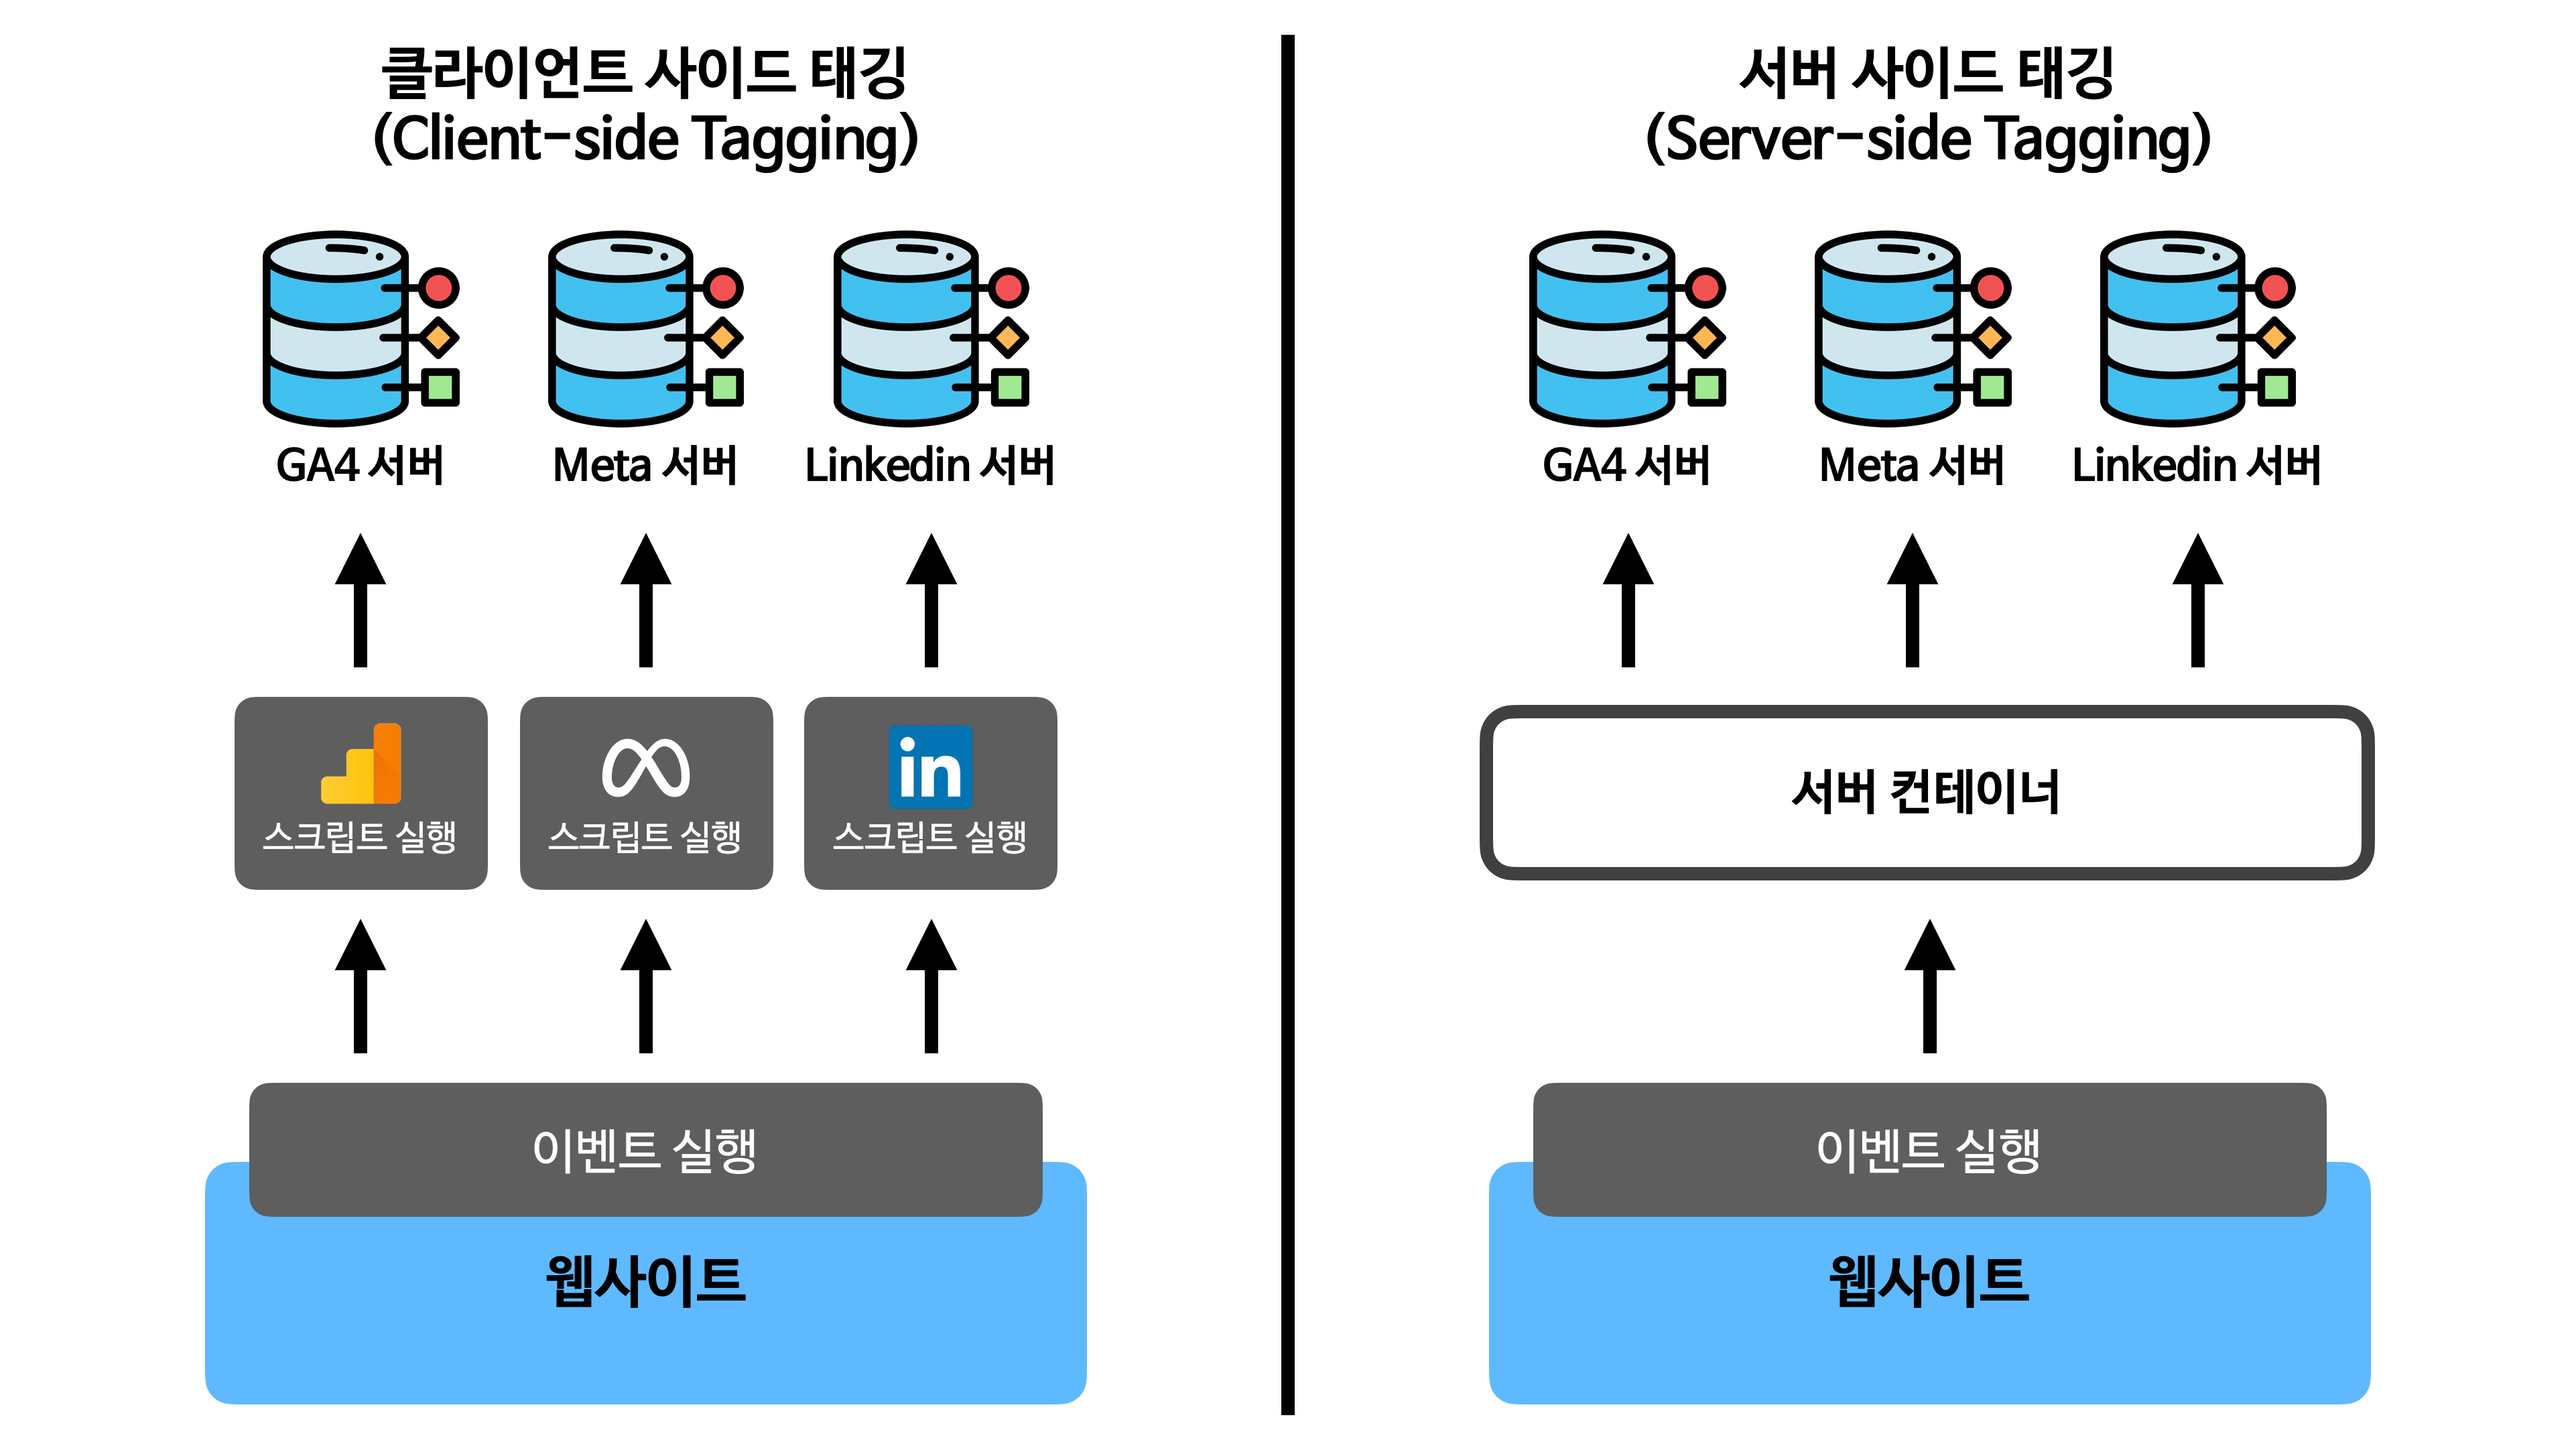 클라이언트 사이드 태깅
(Client-side Tagging)
GA4 서버
Meta 서버
Linkedin 서버
in
스크립트 실행
스크립트 실행
스크립트 실행
이벤트 실행
웹사이트
서버 사이드 태깅
(Server-side Tagging)
GA4 서버
Meta 서버
Linkedin 서버
서버 컨테이너
이벤트 실행
웹사이트